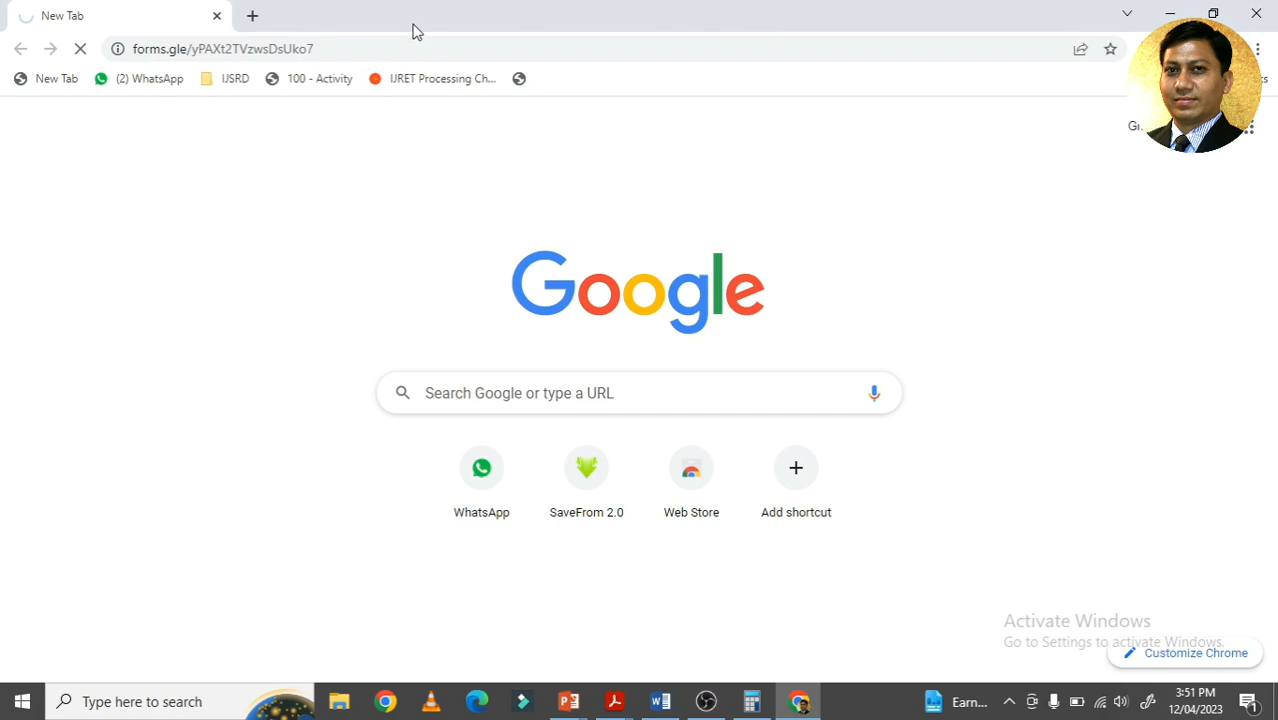 New Tab
forms.gle/yPAXt2TVzwsDsUko7
New Tab
(2) WhatsApp
IJSRD
100 - Activity
IJRET Processing Ch...
Google
Search Google or type a URL
WhatsApp
SaveFrom 2.0
Web Store
Add shortcut
Activate Windows
Go to Settings to activate Windows.
Customize Chrome
Type here to search
Earn...
3:51 PM
12/04/2023
1